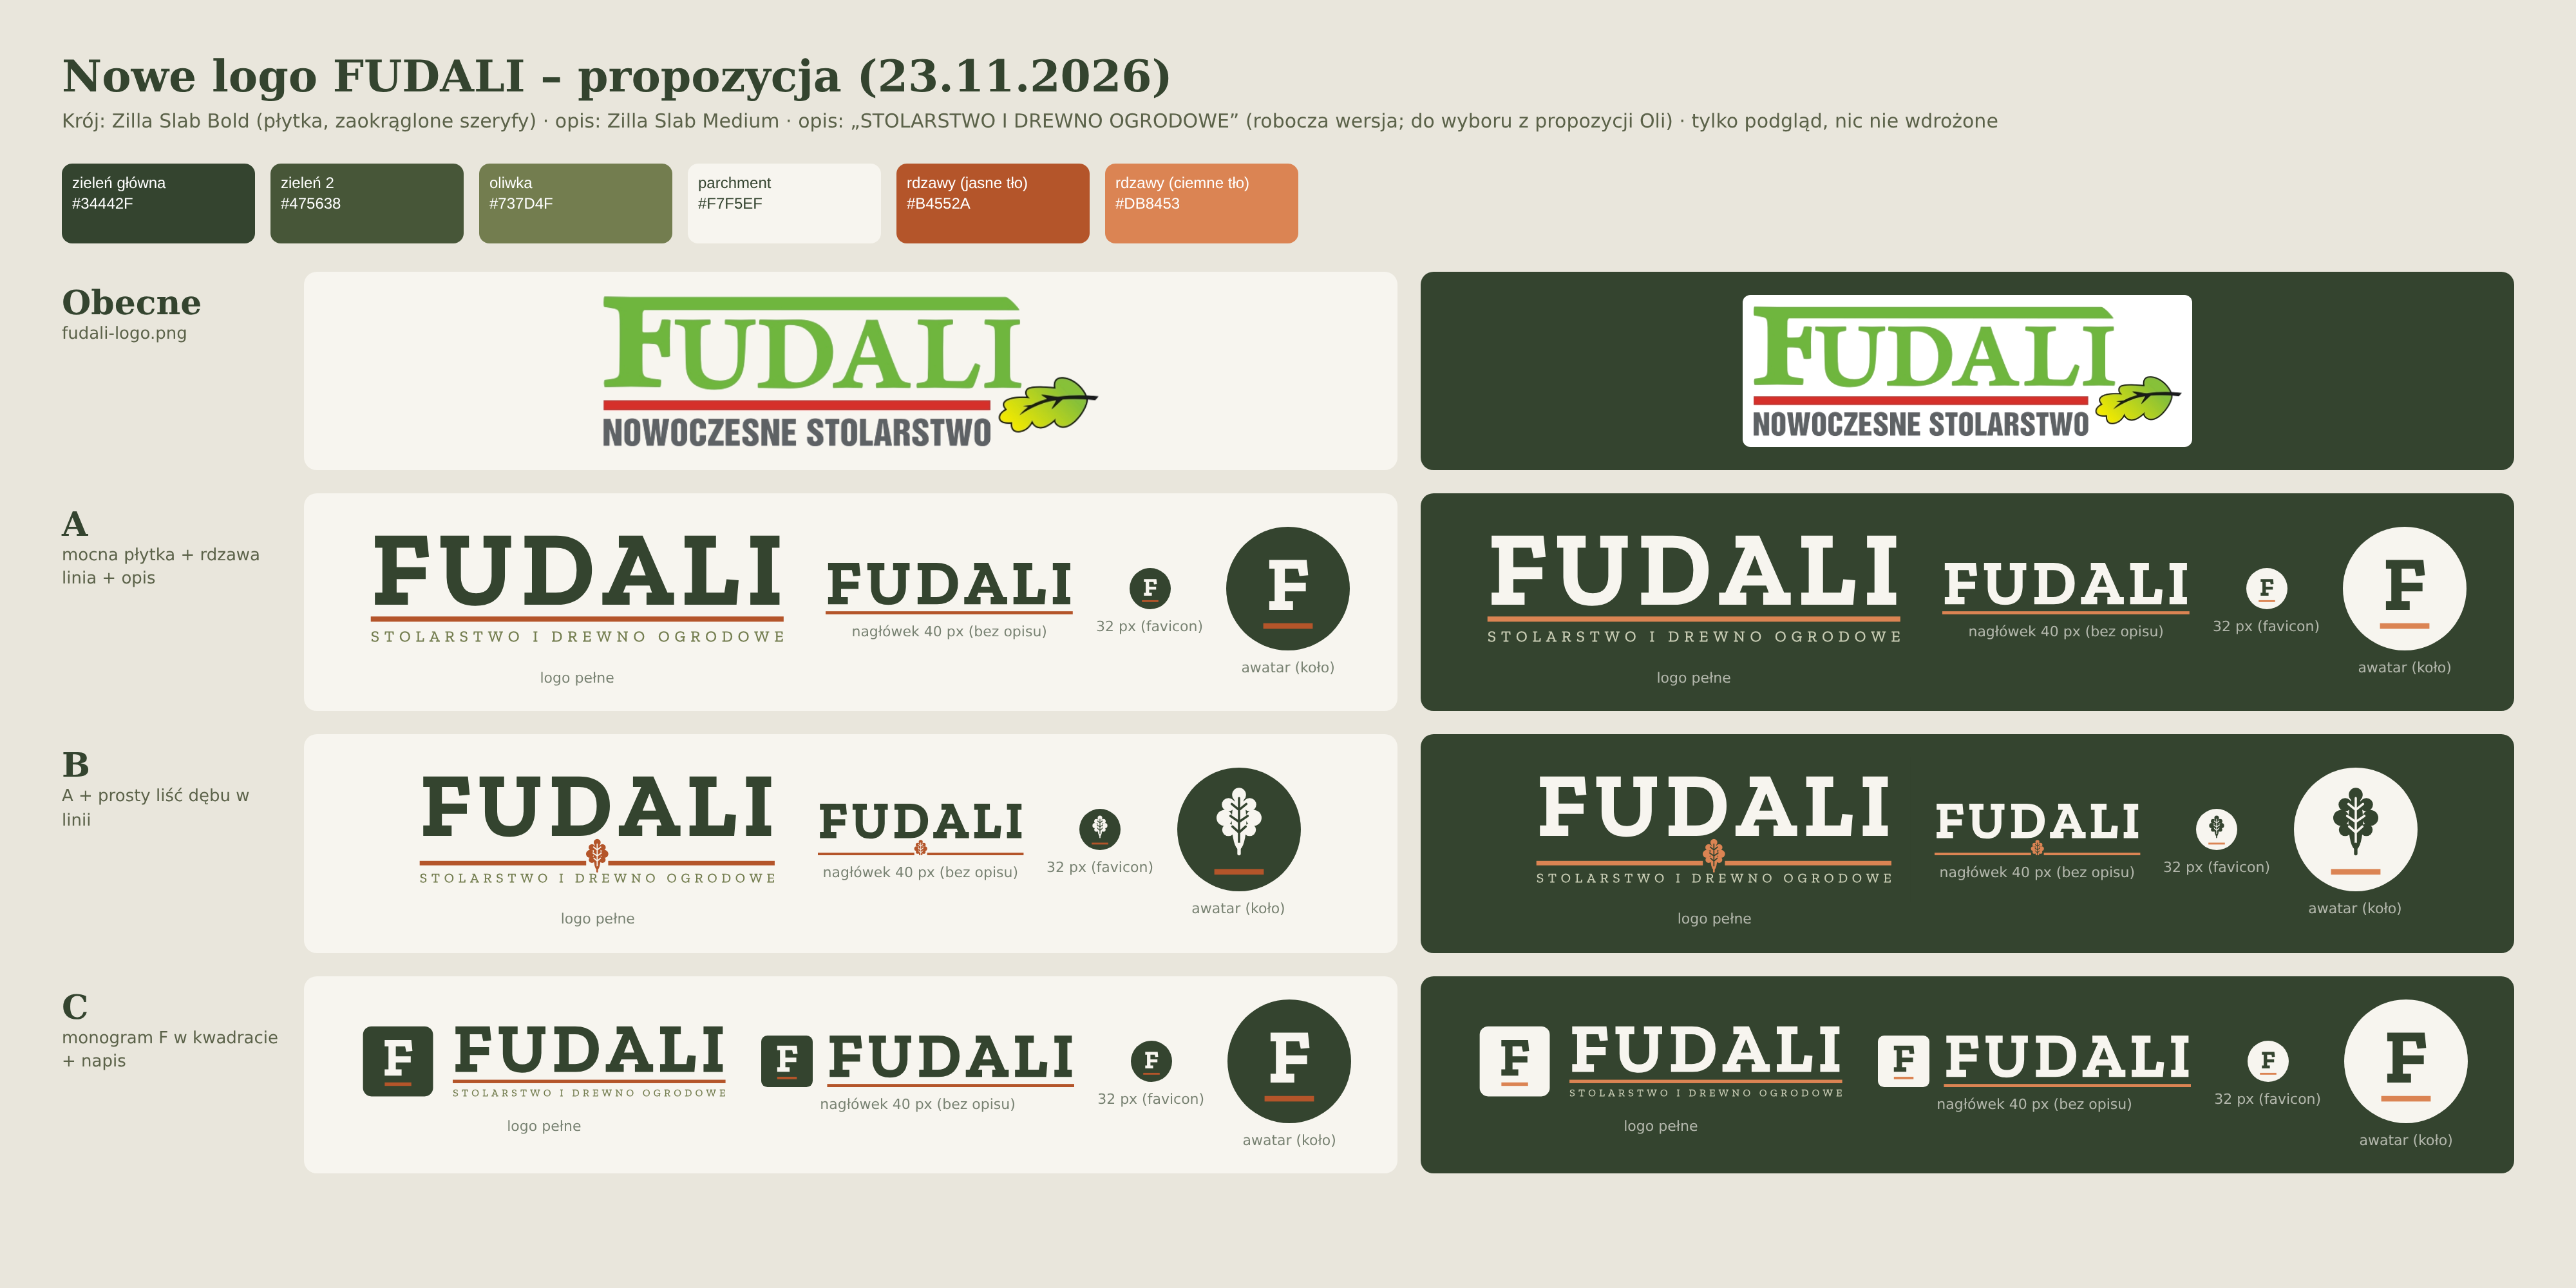 Nowe logo FUDALI – propozycja (23.11.2026)
Krój: Zilla Slab Bold (płytka, zaokrąglone szeryfy) · opis: Zilla Slab Medium · opis: „STOLARSTWO I DREWNO OGRODOWE” (robocza wersja; do wyboru z propozycji Oli) · tylko podgląd, nic nie wdrożone
zieleń główna
#34442F
zieleń 2
#475638
oliwka
#737D4F
parchment
#F7F5EF
rdzawy (jasne tło)
#B4552A
rdzawy (ciemne tło)
#DB8453
Obecne
fudali-logo.png
FUDALI
NOWOCZESNE STOLARSTWO
FUDALI
NOWOCZESNE STOLARSTWO
A
mocna płytka + rdzawa
linia + opis
FUDALI
STOLARSTWO I DREWNO OGRODOWE
logo pełne
FUDALI
nagłówek 40 px (bez opisu)
F
32 px (favicon)
F
awatar (koło)
FUDALI
STOLARSTWO I DREWNO OGRODOWE
logo pełne
FUDALI
nagłówek 40 px (bez opisu)
F
32 px (favicon)
F
awatar (koło)
B
A + prosty liść dębu w
linii
FUDALI
STOLARSTWO I DREWNO OGRODOWE
logo pełne
FUDALI
nagłówek 40 px (bez opisu)
32 px (favicon)
awatar (koło)
FUDALI
STOLARSTWO I DREWNO OGRODOWE
logo pełne
FUDALI
nagłówek 40 px (bez opisu)
32 px (favicon)
awatar (koło)
C
monogram F w kwadracie
+ napis
F
FUDALI
STOLARSTWO I DREWNO OGRODOWE
logo pełne
F
FUDALI
nagłówek 40 px (bez opisu)
F
32 px (favicon)
F
awatar (koło)
F
FUDALI
STOLARSTWO I DREWNO OGRODOWE
logo pełne
F
FUDALI
nagłówek 40 px (bez opisu)
F
32 px (favicon)
F
awatar (koło)